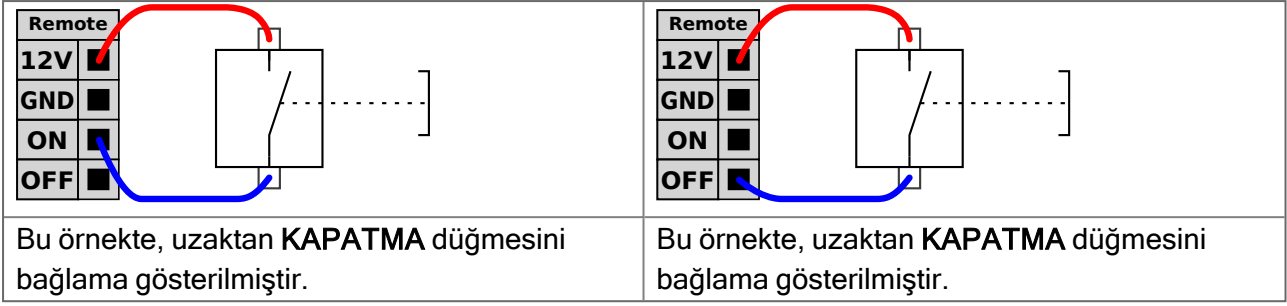 Remote
12V
GND
ON
OFF
Bu örnekte, uzaktan KAPATMA düğmesini
bağlama gösterilmiştir.
Remote
12V
GND
ON
OFF
Bu örnekte, uzaktan KAPATMA düğmesini
bağlama gösterilmiştir.